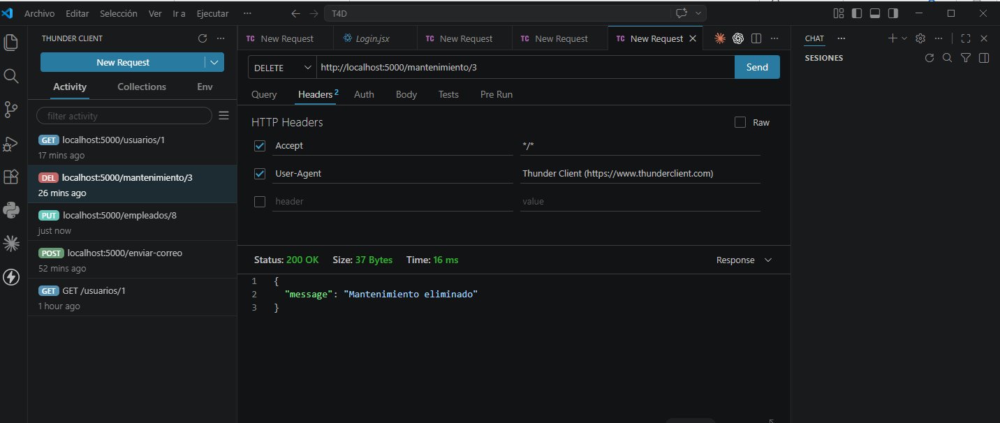 Archivo Editar Selección Ver Ir a Ejecutar ··· T4D
THUNDER CLIENT
New Request
Activity Collections Env
filter activity
GET localhost:5000/usuarios/1
17 mins ago
DEL localhost:5000/mantenimiento/3
26 mins ago
PUT localhost:5000/empleados/8
just now
POST localhost:5000/enviar-correo
52 mins ago
GET GET /usuarios/1
1 hour ago
TC New Request Login.jsx TC New Request TC New Request TC New Request
DELETE http://localhost:5000/mantenimiento/3 Send
Query Headers 2 Auth Body Tests Pre Run
HTTP Headers Raw
Accept */*
User-Agent Thunder Client (https://www.thunderclient.com)
header value
Status: 200 OK Size: 37 Bytes Time: 16 ms Response
1 {
2 "message": "Mantenimiento eliminado"
3 }
CHAT
SESIONES